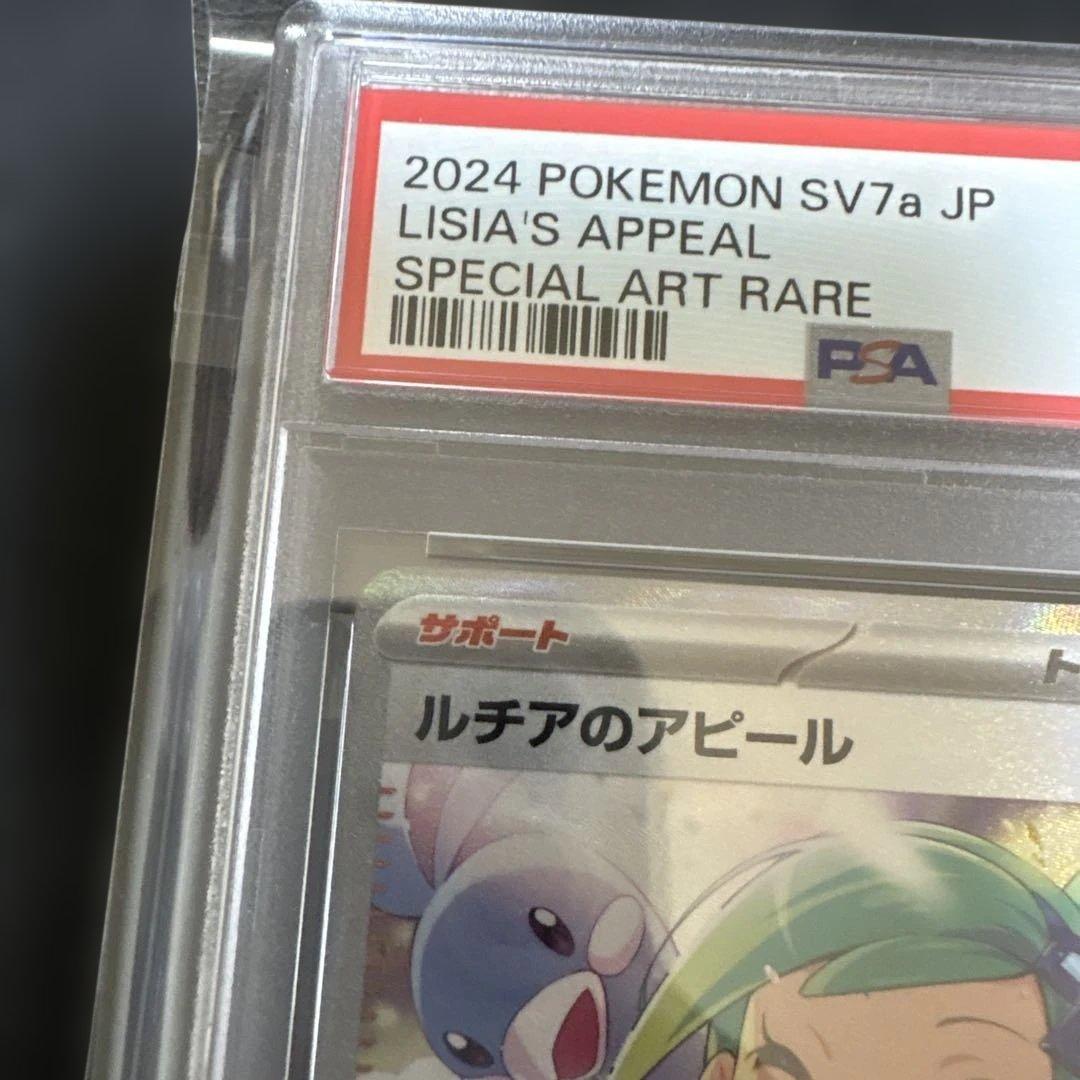 2024 POKEMON SV7a JP
LISIA'S APPEAL
SPECIAL ART RARE
PSA
サポート
ト
ルチアのアピール